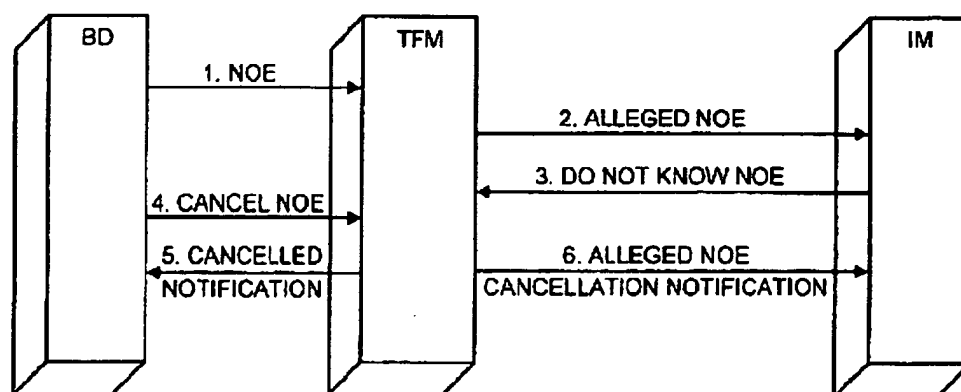 BD
TFM
IM
1. NOE
2. ALLEGED NOE
3. DO NOT KNOW NOE
4. CANCEL NOE
5. CANCELLED
NOTIFICATION
6. ALLEGED NOE
CANCELLATION NOTIFICATION